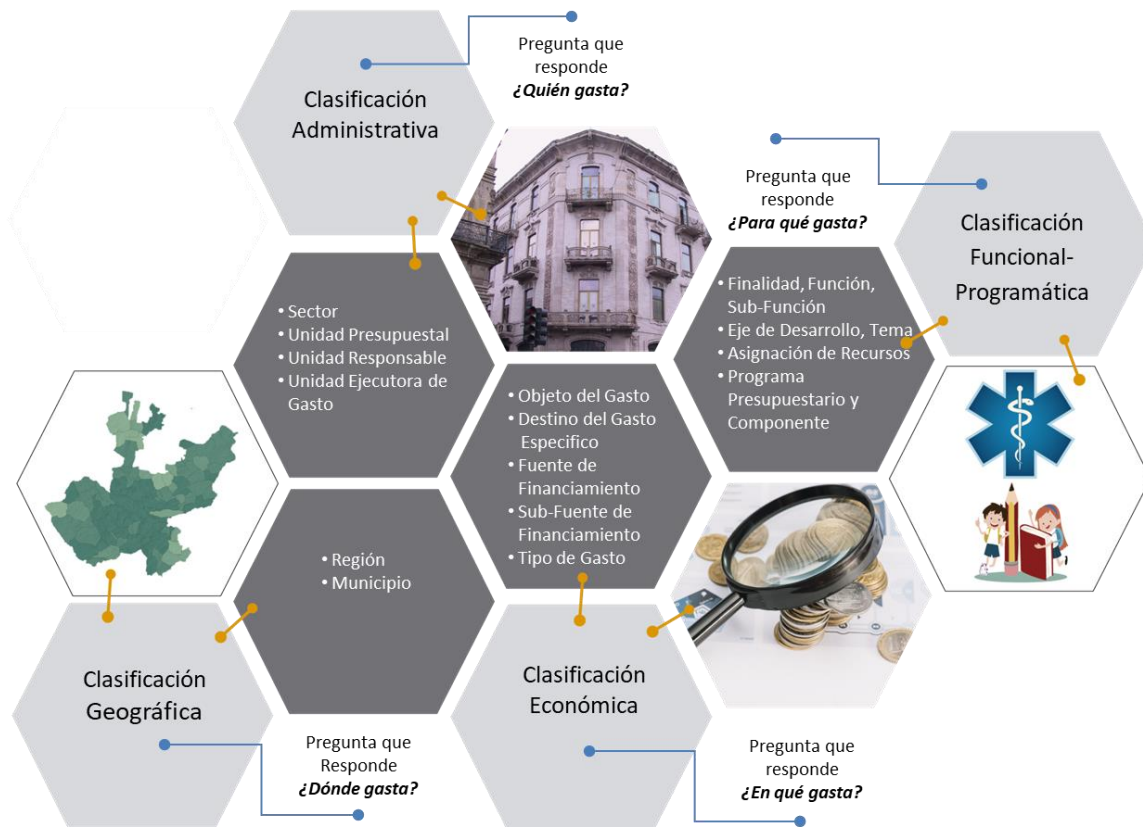 Clasificación
Administrativa
Pregunta que
responde
¿Quién gasta?
• Sector
• Unidad Presupuestal
• Unidad Responsable
• Unidad Ejecutora de
Gasto
Pregunta que
responde
¿Para qué gasta?
Clasificación
Funcional-
Programática
• Finalidad, Función,
Sub-Función
• Eje de Desarrollo, Tema
• Asignación de Recursos
• Programa
Presupuestario y
Componente
• Objeto del Gasto
• Destino del Gasto
Especifico
• Fuente de
Financiamiento
• Sub-Fuente de
Financiamiento
• Tipo de Gasto
• Región
• Municipio
Clasificación
Geográfica
Pregunta que
Responde
¿Dónde gasta?
Clasificación
Económica
Pregunta que
responde
¿En qué gasta?